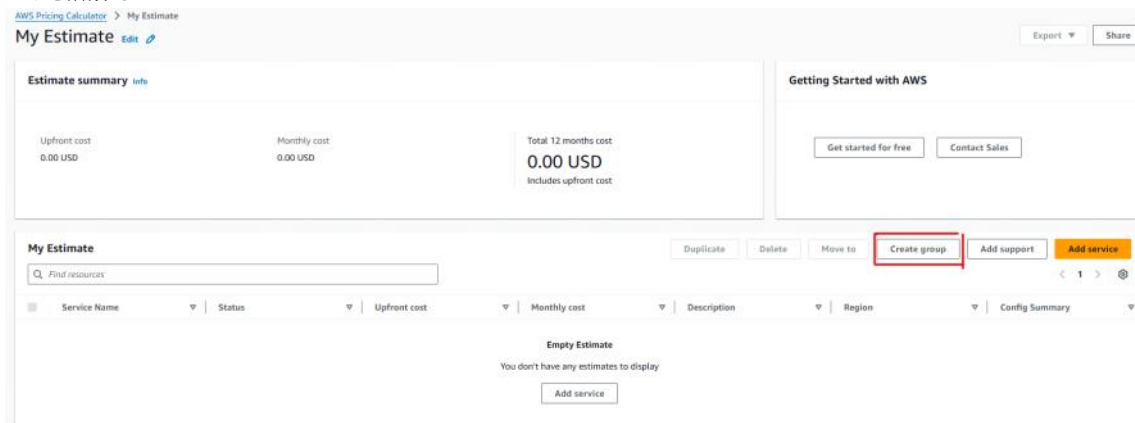 AWS Pricing Calculator > My Estimate
My Estimate Edit
Export ▼ Share
Estimate summary Info
Getting Started with AWS
Upfront cost
0.00 USD
Monthly cost
0.00 USD
Total 12 months cost
0.00 USD
Includes upfront cost
Get started for free Contact Sales
My Estimate
Duplicate Delete Move to Create group Add support Add service
Find resources
< 1 >
Service Name Status Upfront cost Monthly cost Description Region Config Summary
Empty Estimate
You don't have any estimates to display
Add service